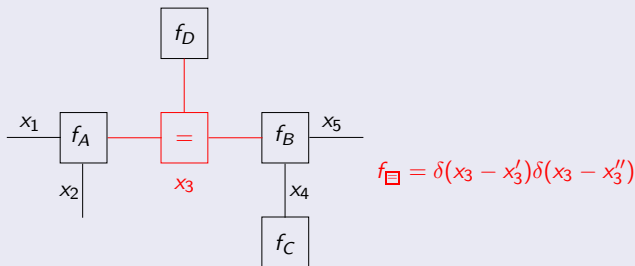 f_D
x_1 f_A = f_B x_5
x_2 x_3 x_4 f_⊟ = δ(x_3 − x_3′)δ(x_3 − x_3″)
f_C